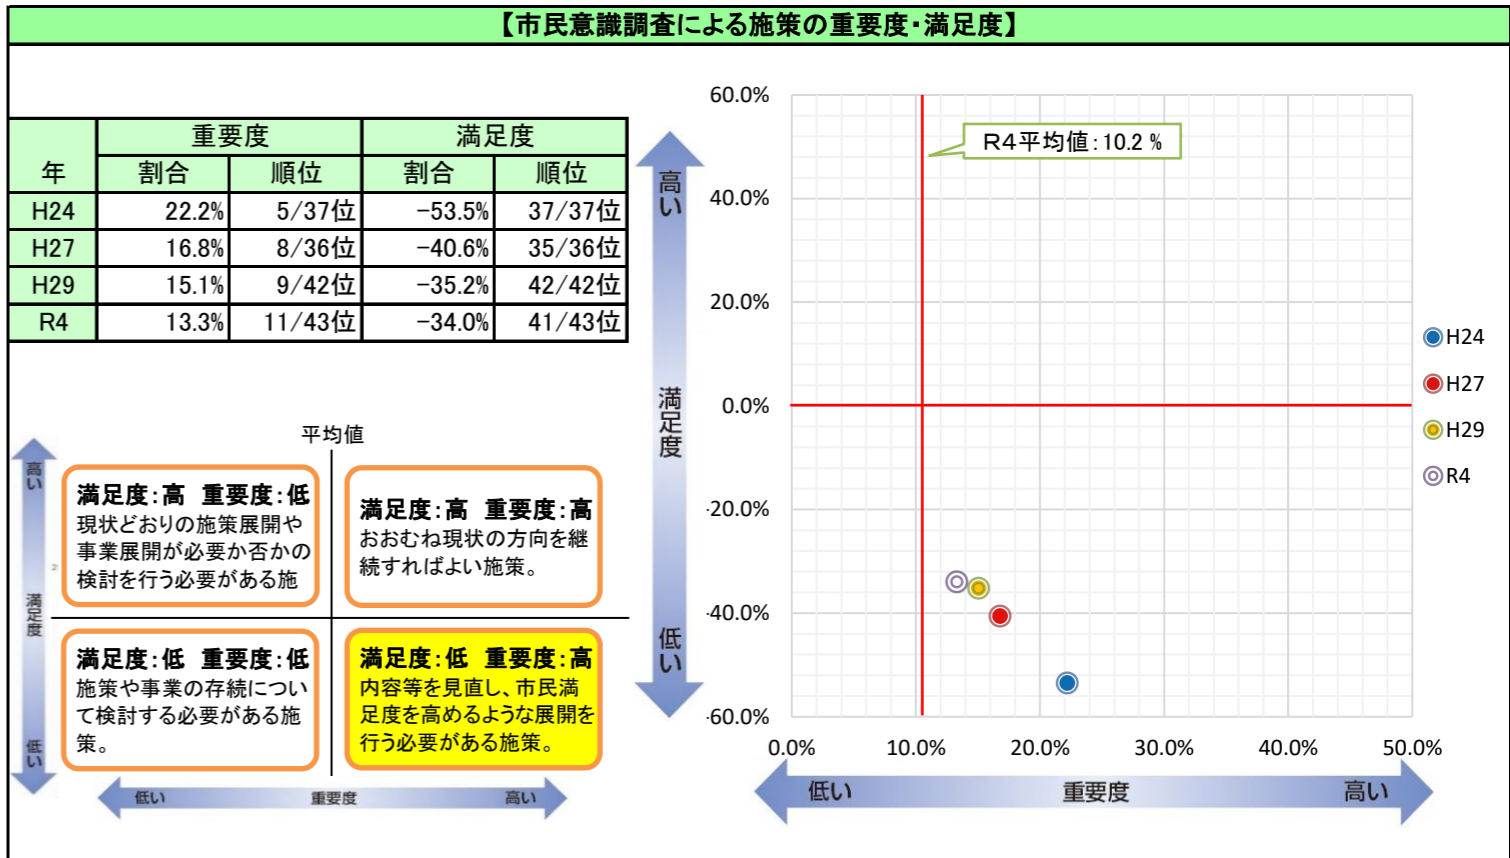 【市民意識調査による施策の重要度・満足度】
年 重要度 満足度
割合 順位 割合 順位
H24 22.2% 5/37位 -53.5% 37/37位
H27 16.8% 8/36位 -40.6% 35/36位
H29 15.1% 9/42位 -35.2% 42/42位
R4 13.3% 11/43位 -34.0% 41/43位
平均値
高い
満足度
低い
満足度:高 重要度:低
現状どおりの施策展開や
事業展開が必要か否かの
検討を行う必要がある施
満足度:高 重要度:高
おおむね現状の方向を継
続すればよい施策。
満足度:低 重要度:低
施策や事業の存続につい
て検討する必要がある施
策。
満足度:低 重要度:高
内容等を見直し、市民満
足度を高めるような展開を
行う必要がある施策。
低い 重要度 高い
高い
満足度
低い
60.0%
40.0%
20.0%
0.0%
-20.0%
-40.0%
-60.0%
R4平均値:10.2 %
0.0% 10.0% 20.0% 30.0% 40.0% 50.0%
低い 重要度 高い
H24
H27
H29
R4